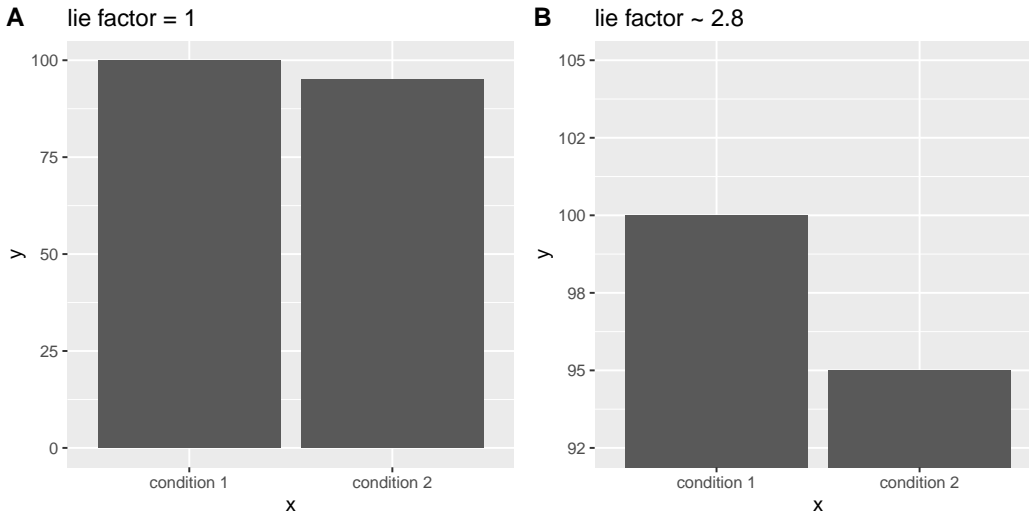 A lie factor = 1
100
75
50
25
0
y
condition 1 condition 2
x
B lie factor ~ 2.8
105
102
100
98
95
92
y
condition 1 condition 2
x